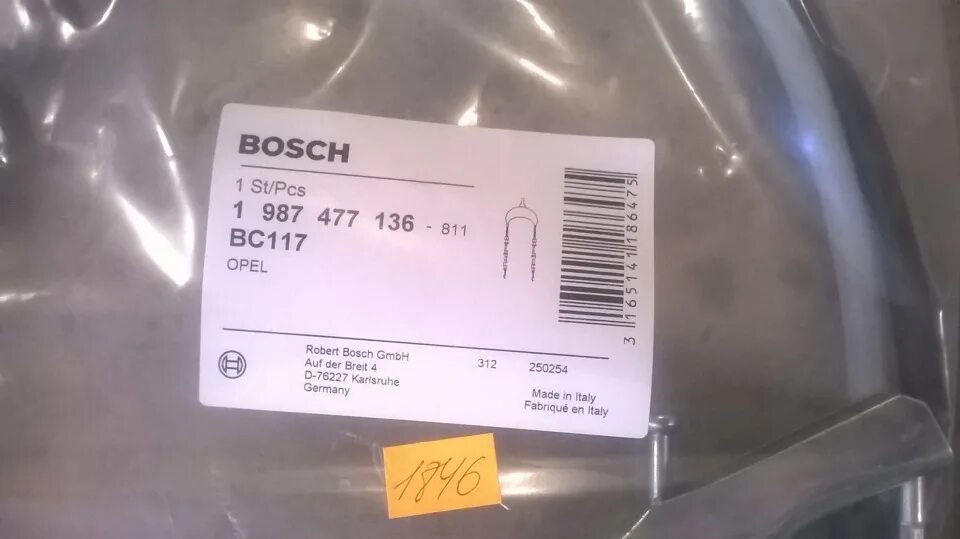 BOSCH
1 St/Pcs
1 987 477 136 - 811
BC117
OPEL
3 165141 186475
Robert Bosch GmbH
Auf der Breit 4
D-76227 Karlsruhe
Germany
312 250254
Made in Italy
Fabriqué en Italy
1846